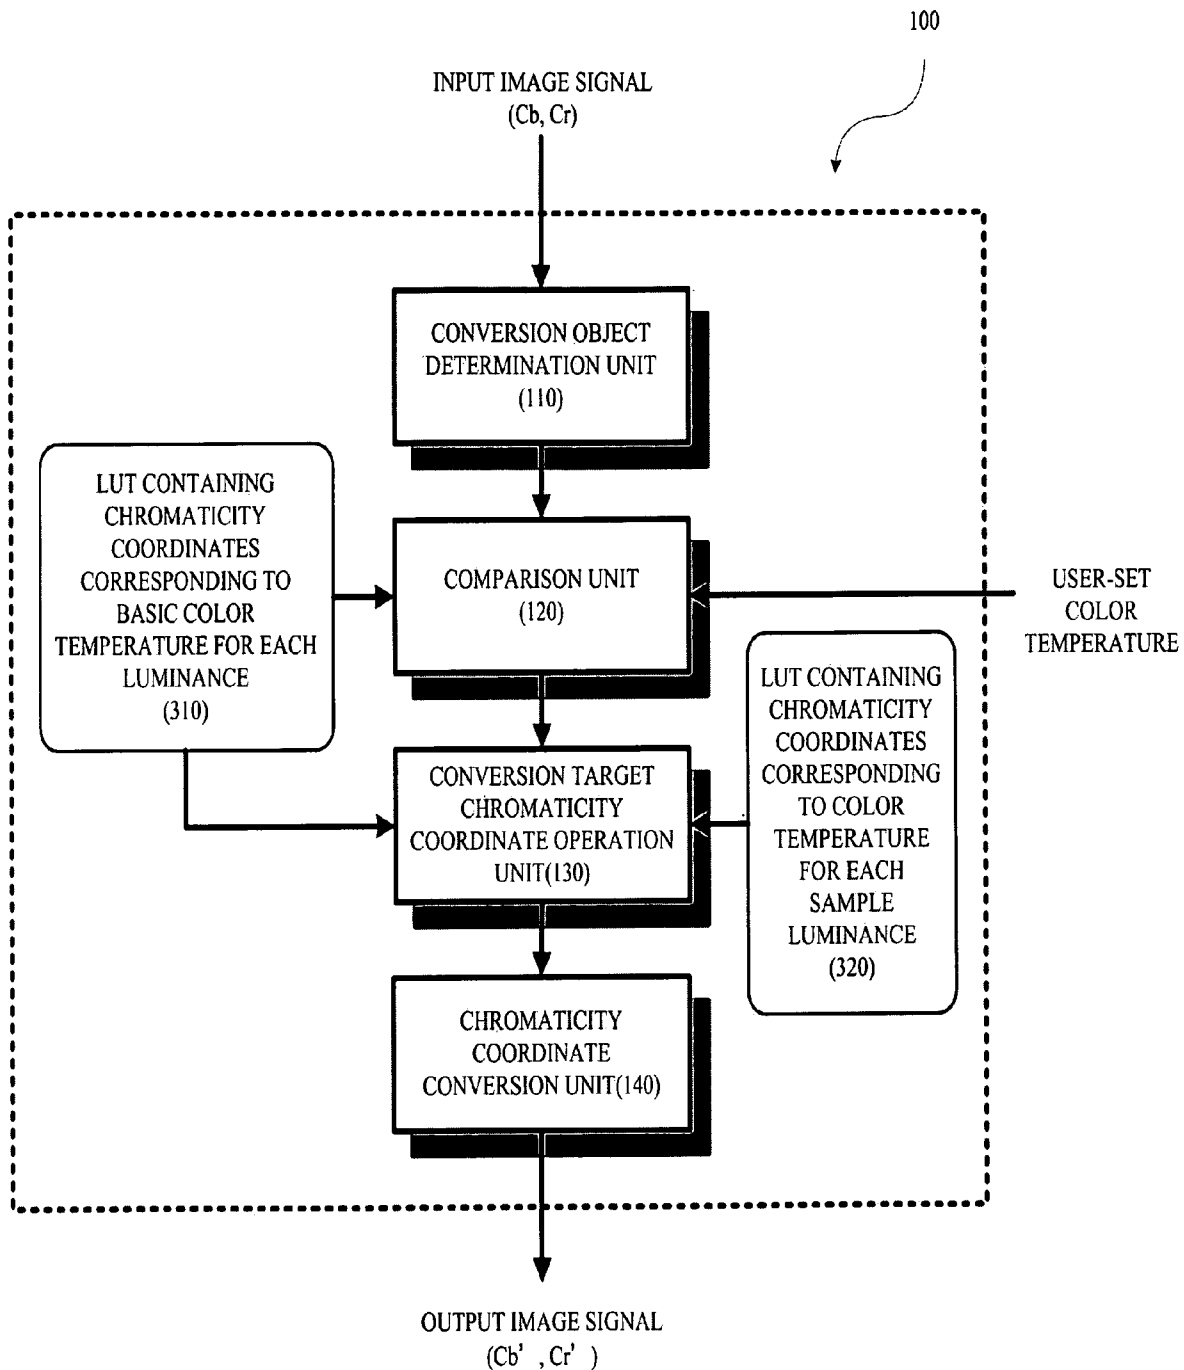 100
INPUT IMAGE SIGNAL
(Cb, Cr)
CONVERSION OBJECT
DETERMINATION UNIT
(110)
LUT CONTAINING
CHROMATICITY
COORDINATES
CORRESPONDING TO
BASIC COLOR
TEMPERATURE FOR EACH
LUMINANCE
(310)
COMPARISON UNIT
(120)
USER-SET
COLOR
TEMPERATURE
CONVERSION TARGET
CHROMATICITY
COORDINATE OPERATION
UNIT(130)
LUT CONTAINING
CHROMATICITY
COORDINATES
CORRESPONDING
TO COLOR
TEMPERATURE
FOR EACH
SAMPLE
LUMINANCE
(320)
CHROMATICITY
COORDINATE
CONVERSION UNIT(140)
OUTPUT IMAGE SIGNAL
(Cb' , Cr' )